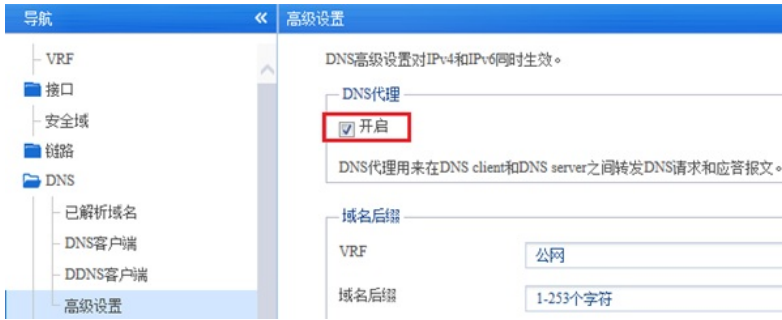 导航
VRF
接口
安全域
链路
DNS
已解析域名
DNS客户端
DDNS客户端
高级设置
高级设置
DNS高级设置对IPv4和IPv6同时生效。
DNS代理
开启
DNS代理用来在DNS client和DNS server之间转发DNS请求和应答报文。
域名后缀
VRF
公网
域名后缀
1-253个字符